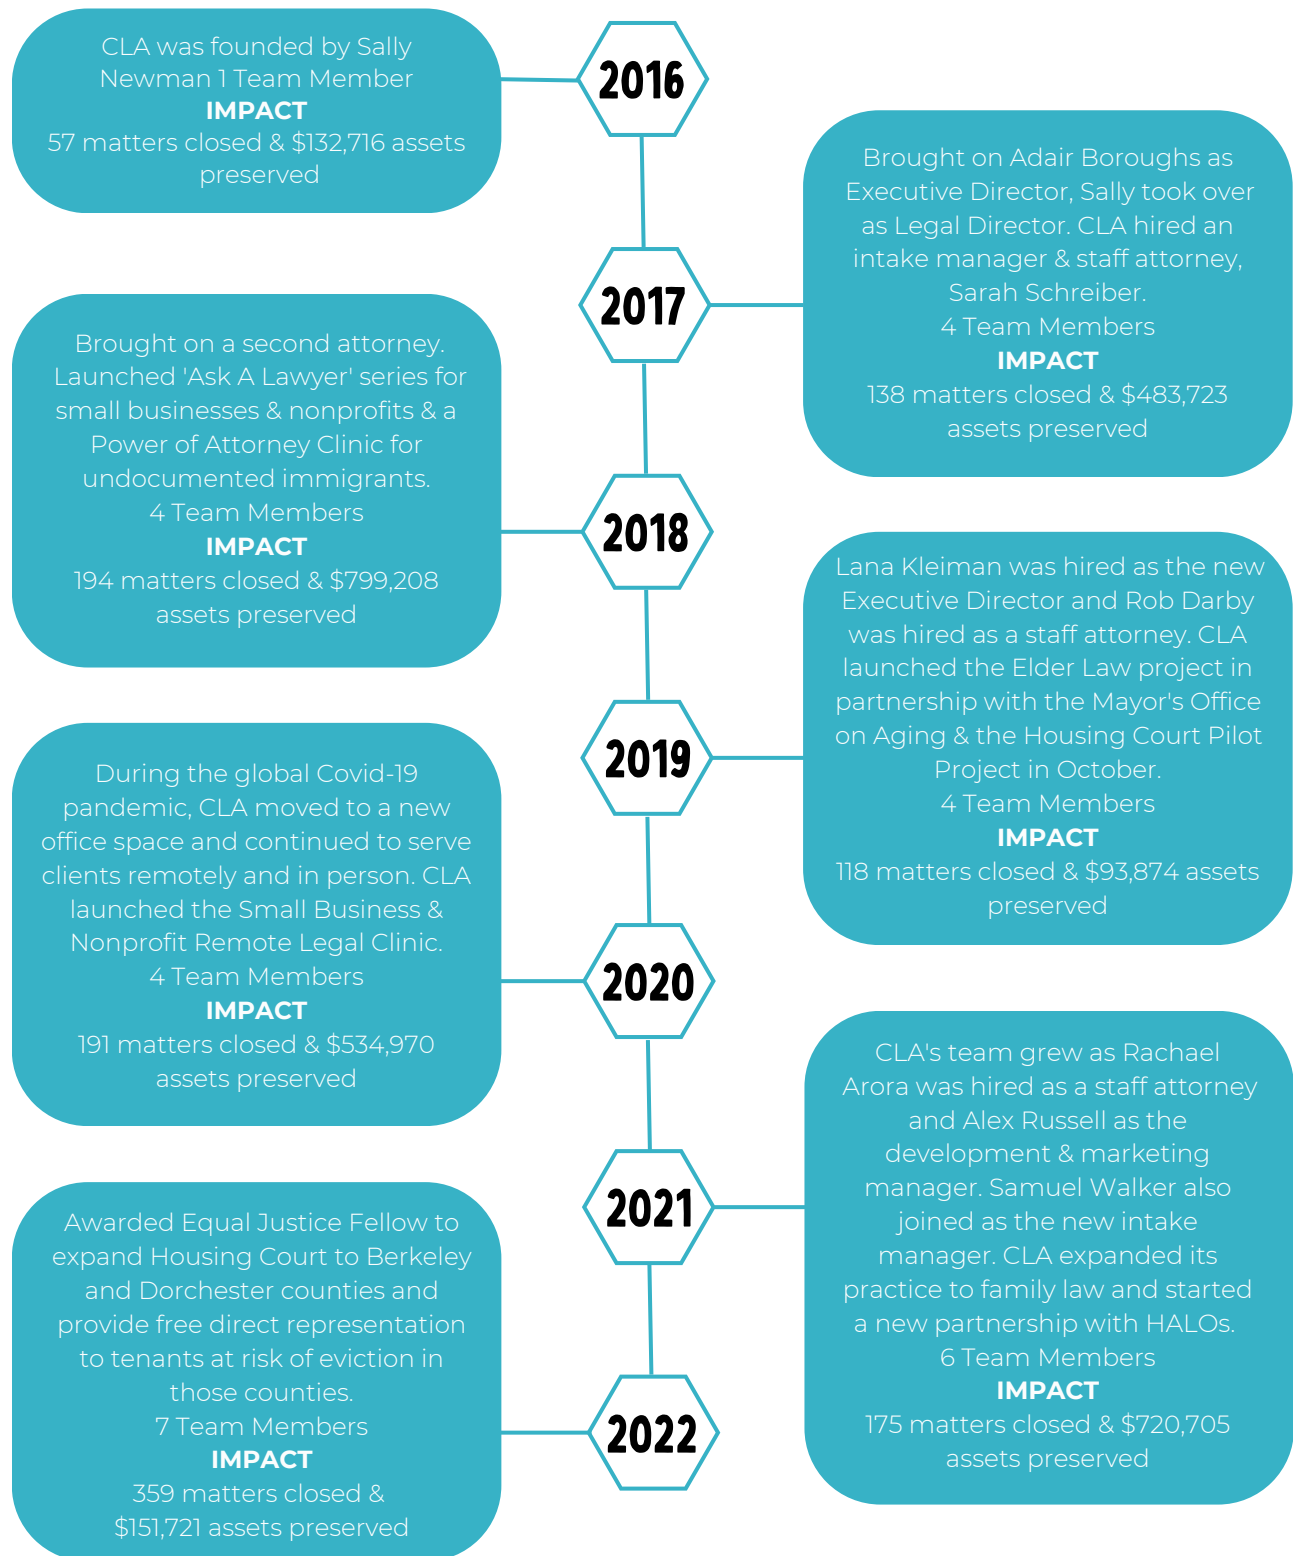 CLA was founded by Sally
Newman 1 Team Member
IMPACT
57 matters closed & $132,716 assets
preserved
2016
Brought on Adair Boroughs as
Executive Director, Sally took over
as Legal Director. CLA hired an
intake manager & staff attorney,
Sarah Schreiber.
4 Team Members
IMPACT
138 matters closed & $483,723
assets preserved
2017
Brought on a second attorney.
Launched 'Ask A Lawyer' series for
small businesses & nonprofits & a
Power of Attorney Clinic for
undocumented immigrants.
4 Team Members
IMPACT
194 matters closed & $799,208
assets preserved
2018
Lana Kleiman was hired as the new
Executive Director and Rob Darby
was hired as a staff attorney. CLA
launched the Elder Law project in
partnership with the Mayor's Office
on Aging & the Housing Court Pilot
Project in October.
4 Team Members
IMPACT
118 matters closed & $93,874 assets
preserved
2019
During the global Covid-19
pandemic, CLA moved to a new
office space and continued to serve
clients remotely and in person. CLA
launched the Small Business &
Nonprofit Remote Legal Clinic.
4 Team Members
IMPACT
191 matters closed & $534,970
assets preserved
2020
CLA's team grew as Rachael
Arora was hired as a staff attorney
and Alex Russell as the
development & marketing
manager. Samuel Walker also
joined as the new intake
manager. CLA expanded its
practice to family law and started
a new partnership with HALOs.
6 Team Members
IMPACT
175 matters closed & $720,705
assets preserved
2021
Awarded Equal Justice Fellow to
expand Housing Court to Berkeley
and Dorchester counties and
provide free direct representation
to tenants at risk of eviction in
those counties.
7 Team Members
IMPACT
359 matters closed &
$151,721 assets preserved
2022